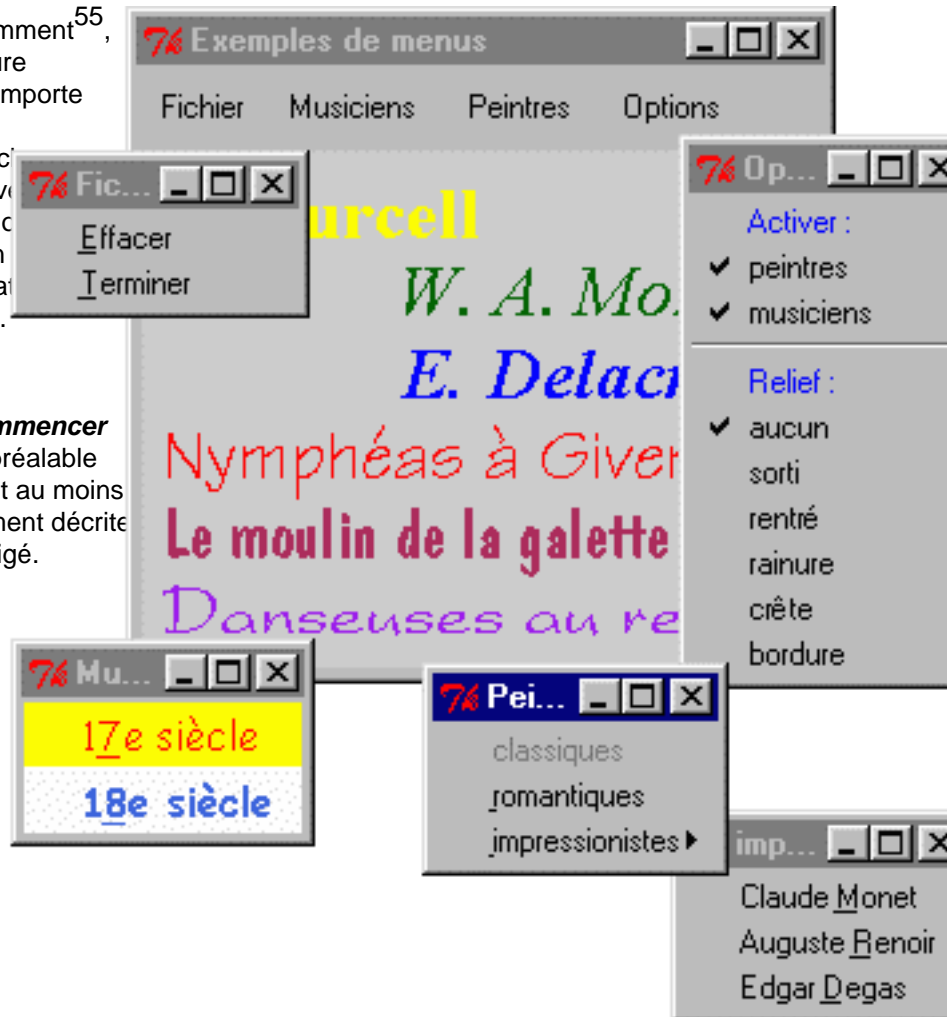 mment55,
ure
importe
.
mmencer
préalable
t au moins
ment décrite
igé.
Exemples de menus
Fichier Musiciens Peintres Options
urcell
W. A. Mo
E. Delac
Nymphéas à Giver
Le moulin de la galette
Danseuses au re
Fic...
Effacer
Terminer
Op...
Activer :
peintres
musiciens
Relief :
aucun
sorti
rentré
rainure
crête
bordure
Mu...
17e siècle
18e siècle
Pei...
classiques
romantiques
impressionistes
imp...
Claude Monet
Auguste Renoir
Edgar Degas